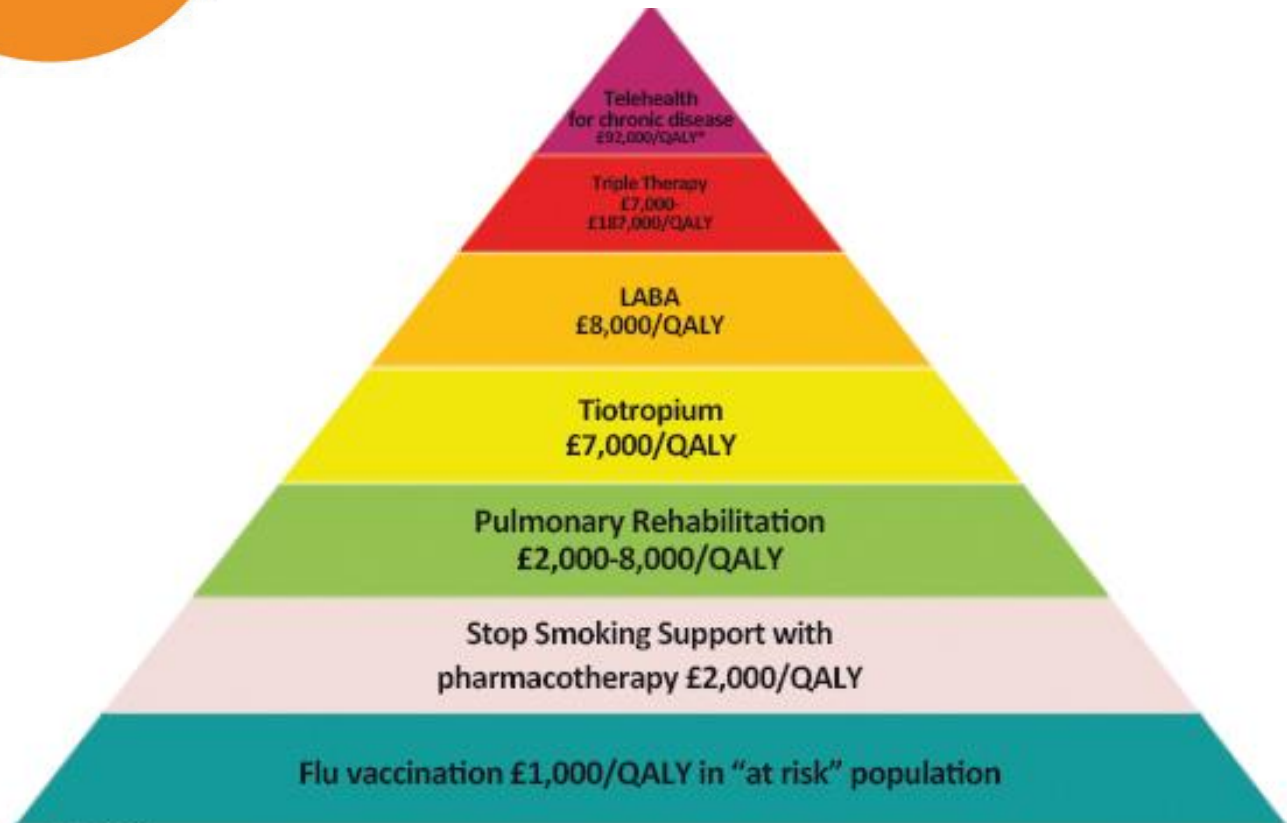 Telehealth
for chronic disease
£92,000/QALY*
Triple Therapy
£7,000-
£187,000/QALY
LABA
£8,000/QALY
Tiotropium
£7,000/QALY
Pulmonary Rehabilitation
£2,000-8,000/QALY
Stop Smoking Support with
pharmacotherapy £2,000/QALY
Flu vaccination £1,000/QALY in “at risk” population